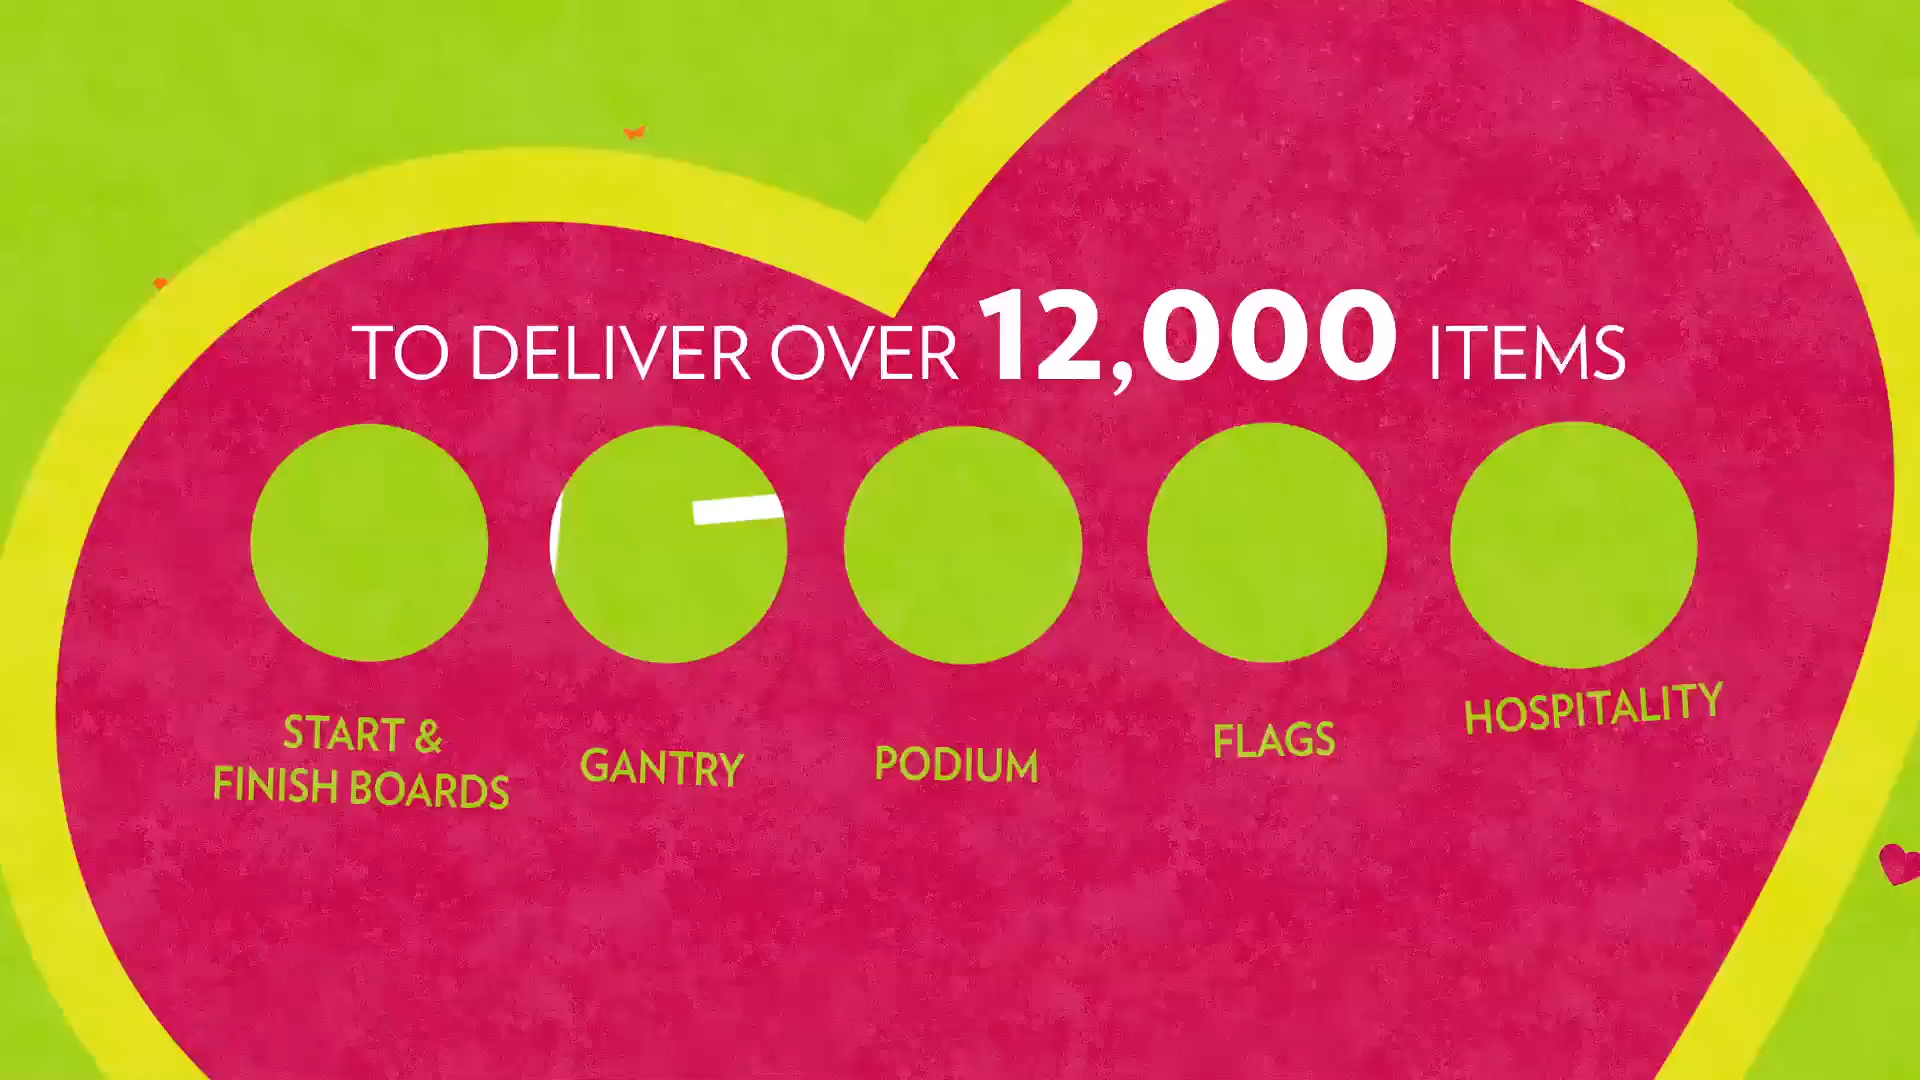 TO DELIVER OVER 12,000 ITEMS
START &
FINISH BOARDS
GANTRY
PODIUM
FLAGS
HOSPITALITY